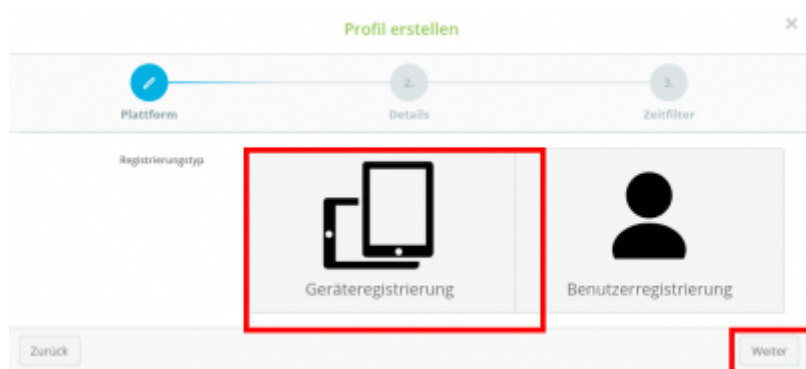 Profil erstellen
×
2.
3.
Plattform
Details
Zeitfilter
Registrierungstyp
Geräteregistrierung
Benutzerregistrierung
Zurück
Weiter